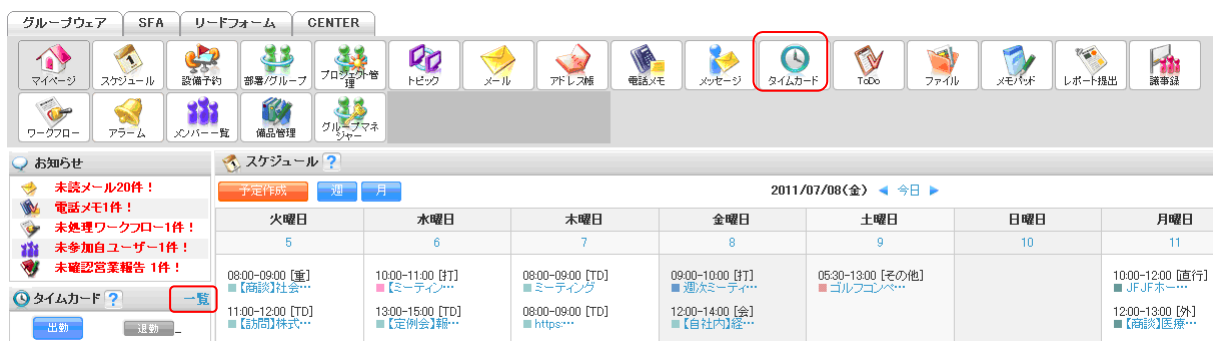 グループウェア SFA リードフォーム CENTER
マイページ スケジュール 設備予約 部署/グループ プロジェクト管理 トピック メール アドレス帳 電話メモ メッセージ タイムカード ToDo ファイル メモパッド レポート提出 議事録
ワークフロー アラーム メンバー一覧 備品管理 グループマネジャー
お知らせ
未読メール20件!
電話メモ1件!
未処理ワークフロー1件!
未参加自ユーザー1件!
未確認営業報告 1件!
タイムカード ? 一覧
出勤 退勤 _
スケジュール ?
予定作成 週 月 2011/07/08(金) 今日
火曜日 水曜日 木曜日 金曜日 土曜日 日曜日 月曜日
5 6 7 8 9 10 11
08:00-09:00 [重] 10:00-11:00 [打] 08:00-09:00 [TD] 09:00-10:00 [打] 05:30-13:00 [その他] 10:00-12:00 [直行]
【商談】社会… 【ミーティン… ミーティング 週次ミーティ… ゴルフコンペ… JFJFホー…
11:00-12:00 [TD] 13:00-15:00 [TD] 08:00-09:00 [TD] 12:00-14:00 [会] 12:00-13:00 [外]
【訪問】株式… 【定例会】報… https:… 【自社内】経… 【商談】医療…